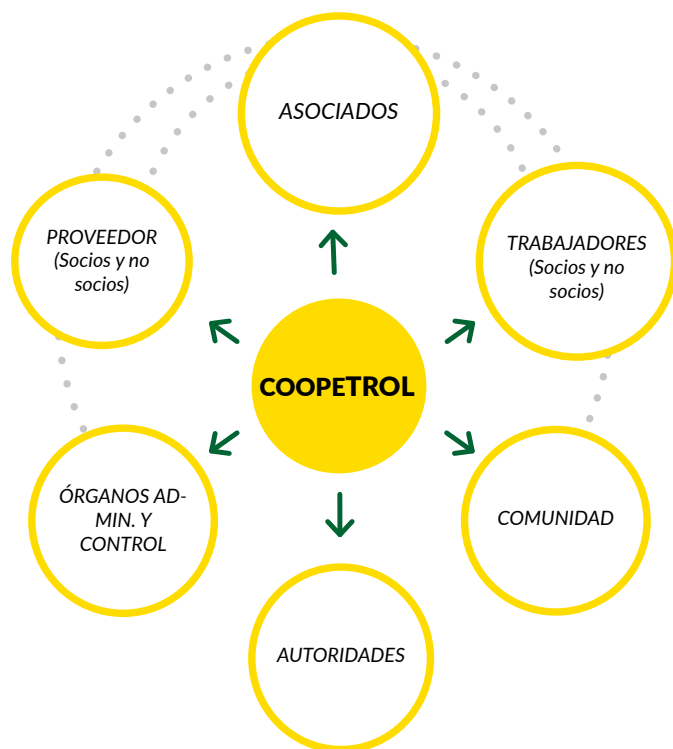 ASOCIADOS
PROVEEDOR
(Socios y no
socios)
TRABAJADORES
(Socios y no
socios)
COOPETROL
ÓRGANOS AD-
MIN. Y
CONTROL
COMUNIDAD
AUTORIDADES